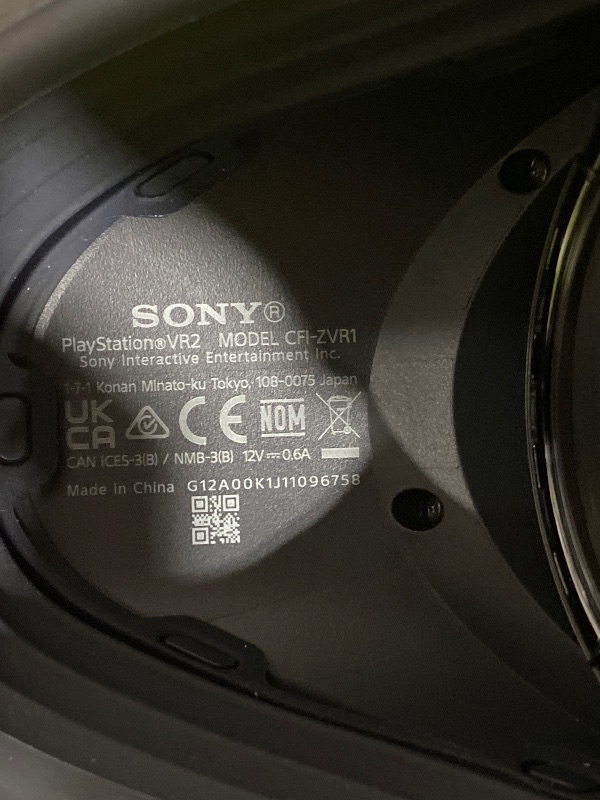 SONY®
PlayStation®VR2 MODEL CFI-ZVR1
Sony Interactive Entertainment Inc.
1-7-1 Konan Minato-ku Tokyo, 108-0075 Japan
UK
CA CE NOM
CAN ICES-3(B) / NMB-3(B) 12V⎓0.6A
Made in China G12A00K1J11096758